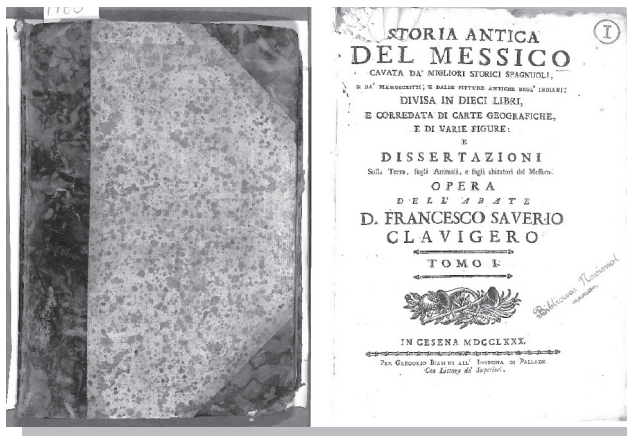 1780
STORIA ANTICA
DEL MESSICO
CAVATA DA' MIGLIORI STORICI SPAGNUOLI,
E DA' MANOSCRITTI, E DALLE PITTURE ANTICHE DEGL' INDIANI;
DIVISA IN DIECI LIBRI,
E CORREDATA DI CARTE GEOGRAFICHE,
E DI VARIE FIGURE:
E
DISSERTAZIONI
Sulla Terra, sugli Animali, e sugli abitatori del Messico.
OPERA
DELL' ABATE
D. FRANCESCO SAVERIO
CLAVIGERO
TOMO I.
IN CESENA MDCCLXXX.
PER GREGORIO BIASINI ALL' INSEGNA DI PALLADE
Con Licenza de' Superiori.
I
Biblioteca Nacional